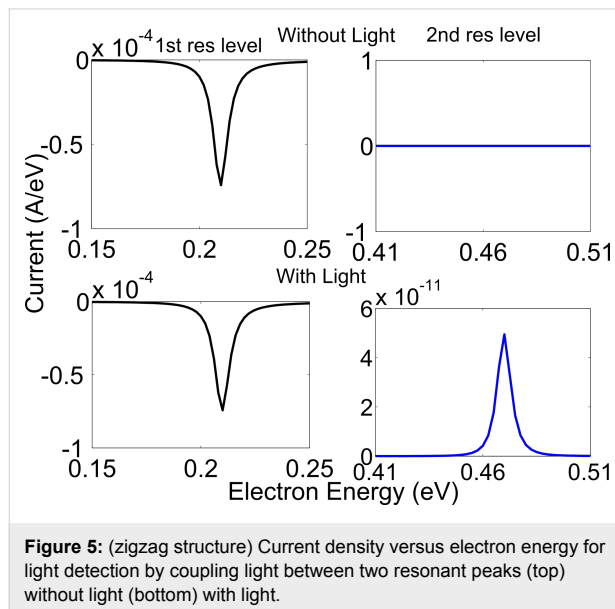 × 10⁻⁴ 1st res level Without Light 2nd res level
0
-0.5
-1
0.15 0.2 0.25
1
0
-1
0.41 0.46 0.51
Current (A/eV)
With Light
× 10⁻⁴
0
-0.5
-1
0.15 0.2 0.25
× 10⁻¹¹
6
4
2
0
0.41 0.46 0.51
Electron Energy (eV)
Figure 5: (zigzag structure) Current density versus electron energy for
light detection by coupling light between two resonant peaks (top)
without light (bottom) with light.